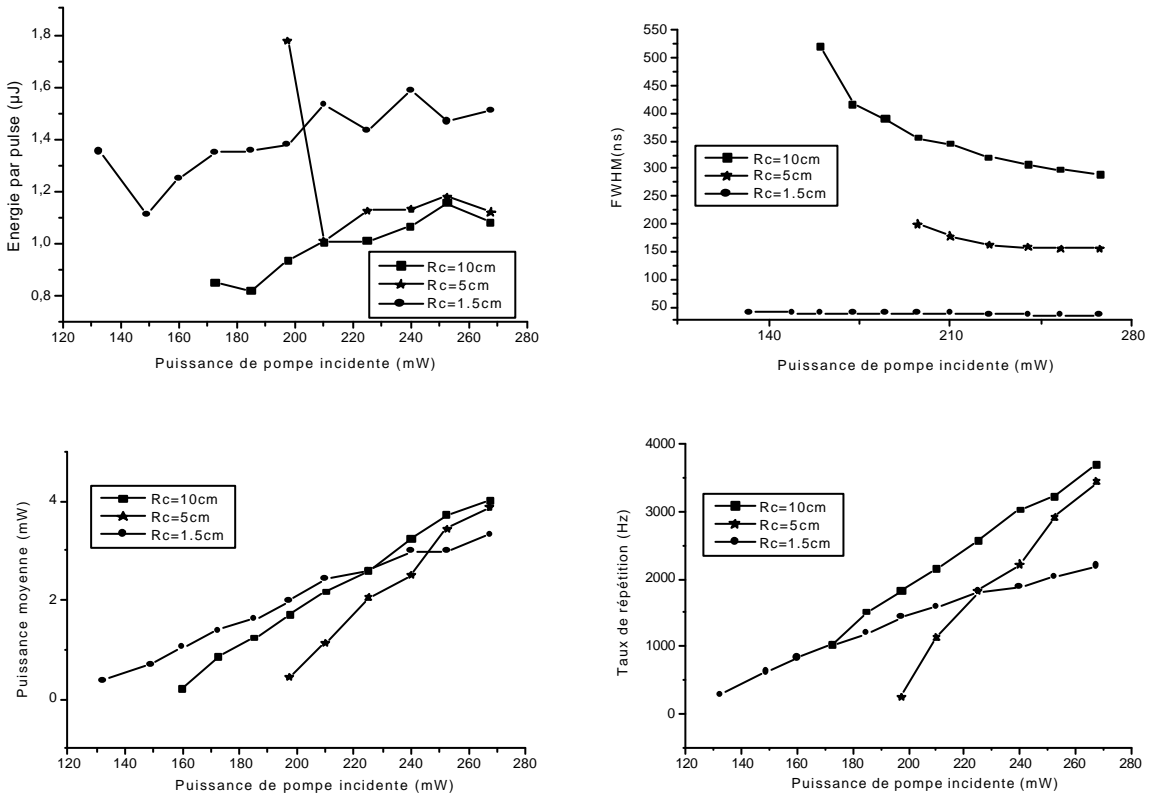 1,8
1,6
1,4
1,2
1,0
0,8
Energie par pulse (µJ)
Rc=10cm
Rc=5cm
Rc=1.5cm
120 140 160 180 200 220 240 260 280
Puissance de pompe incidente (mW)
550
500
450
400
350
300
250
200
150
100
50
FWHM(ns)
Rc=10cm
Rc=5cm
Rc=1.5cm
140 210 280
Puissance de pompe incidente (mW)
4
2
0
Puissance moyenne (mW)
Rc=10cm
Rc=5cm
Rc=1.5cm
120 140 160 180 200 220 240 260 280
Puissance de pompe incidente (mW)
4000
3000
2000
1000
0
Taux de répétition (Hz)
Rc=10cm
Rc=5cm
Rc=1.5cm
120 140 160 180 200 220 240 260 280
Puissance de pompe incidente (mW)